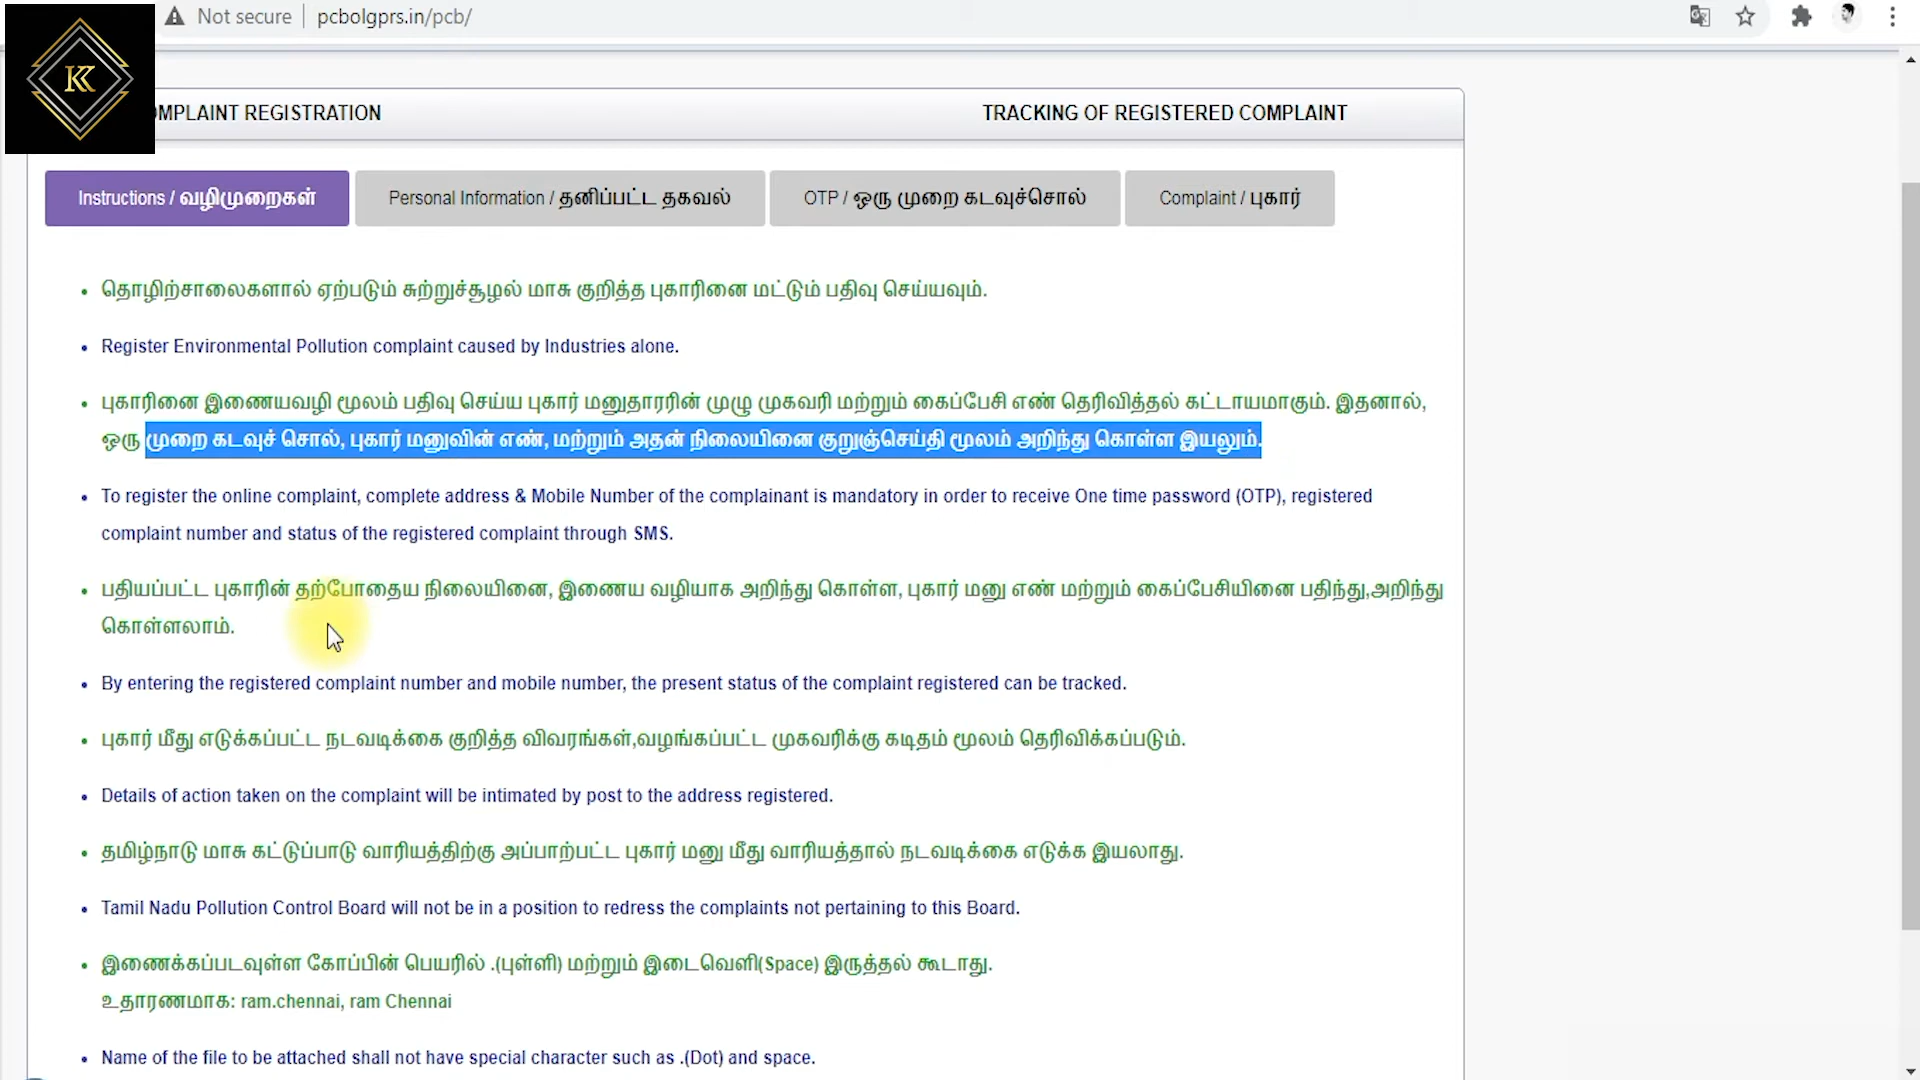 Not secure pcbolgprs.in/pcb/
KK
OMPLAINT REGISTRATION TRACKING OF REGISTERED COMPLAINT
Instructions / வழிமுறைகள் Personal Information / தனிப்பட்ட தகவல் OTP / ஒரு முறை கடவுச்சொல் Complaint / புகார்
தொழிற்சாலைகளால் ஏற்படும் சுற்றுச்சூழல் மாசு குறித்த புகாரினை மட்டும் பதிவு செய்யவும்.
Register Environmental Pollution complaint caused by Industries alone.
புகாரினை இணையவழி மூலம் பதிவு செய்ய புகார் மனுதாரரின் முழு முகவரி மற்றும் கைப்பேசி எண் தெரிவித்தல் கட்டாயமாகும். இதனால்,
ஒரு முறை கடவுச் சொல், புகார் மனுவின் எண், மற்றும் அதன் நிலையினை குறுஞ்செய்தி மூலம் அறிந்து கொள்ள இயலும்.
To register the online complaint, complete address & Mobile Number of the complainant is mandatory in order to receive One time password (OTP), registered
complaint number and status of the registered complaint through SMS.
பதியப்பட்ட புகாரின் தற்போதைய நிலையினை, இணைய வழியாக அறிந்து கொள்ள, புகார் மனு எண் மற்றும் கைப்பேசியினை பதிந்து,அறிந்து
கொள்ளலாம்.
By entering the registered complaint number and mobile number, the present status of the complaint registered can be tracked.
புகார் மீது எடுக்கப்பட்ட நடவடிக்கை குறித்த விவரங்கள்,வழங்கப்பட்ட முகவரிக்கு கடிதம் மூலம் தெரிவிக்கப்படும்.
Details of action taken on the complaint will be intimated by post to the address registered.
தமிழ்நாடு மாசு கட்டுப்பாடு வாரியத்திற்கு அப்பாற்பட்ட புகார் மனு மீது வாரியத்தால் நடவடிக்கை எடுக்க இயலாது.
Tamil Nadu Pollution Control Board will not be in a position to redress the complaints not pertaining to this Board.
இணைக்கப்படவுள்ள கோப்பின் பெயரில் .(புள்ளி) மற்றும் இடைவெளி(Space) இருத்தல் கூடாது.
உதாரணமாக: ram.chennai, ram Chennai
Name of the file to be attached shall not have special character such as .(Dot) and space.